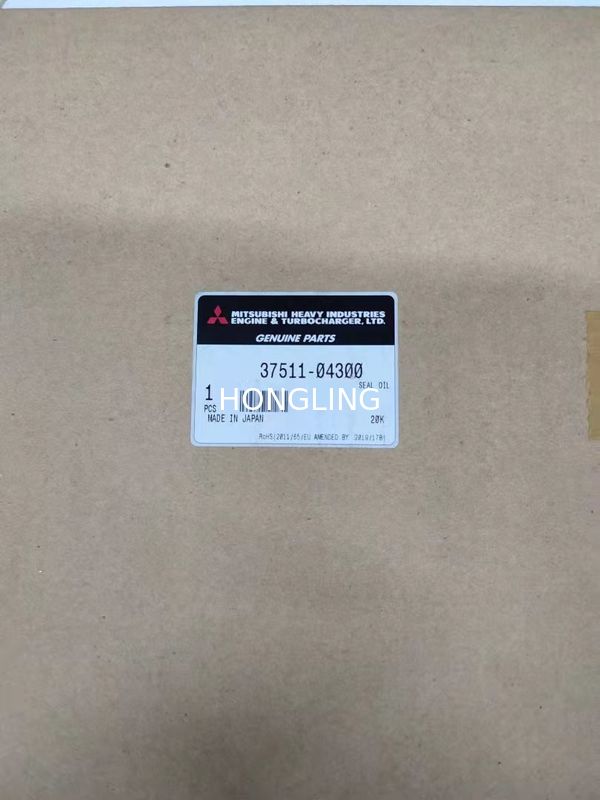 MITSUBISHI HEAVY INDUSTRIES
ENGINE & TURBOCHARGER, LTD.
GENUINE PARTS
37511-04300
SEAL OIL
1
PCS
HONGLING
MADE IN JAPAN
20K
RoHS(2011/65/EU AMENDED BY 2019/178)